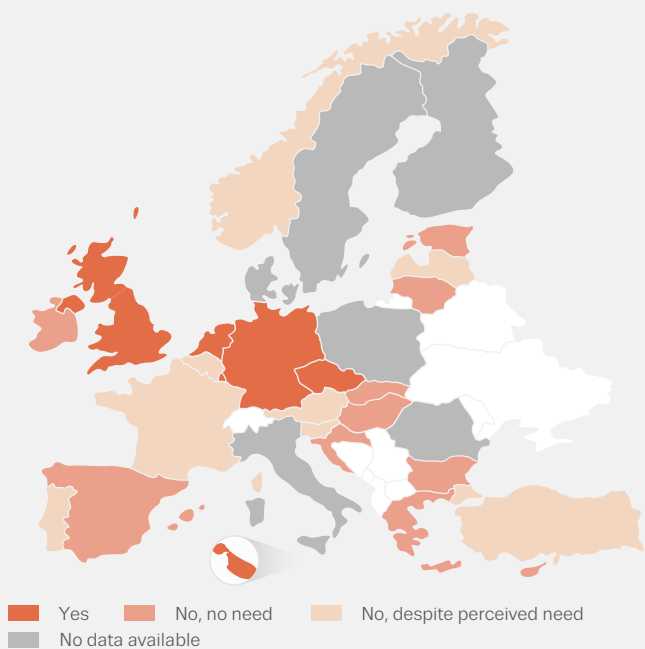 Yes No, no need No, despite perceived need
No data available